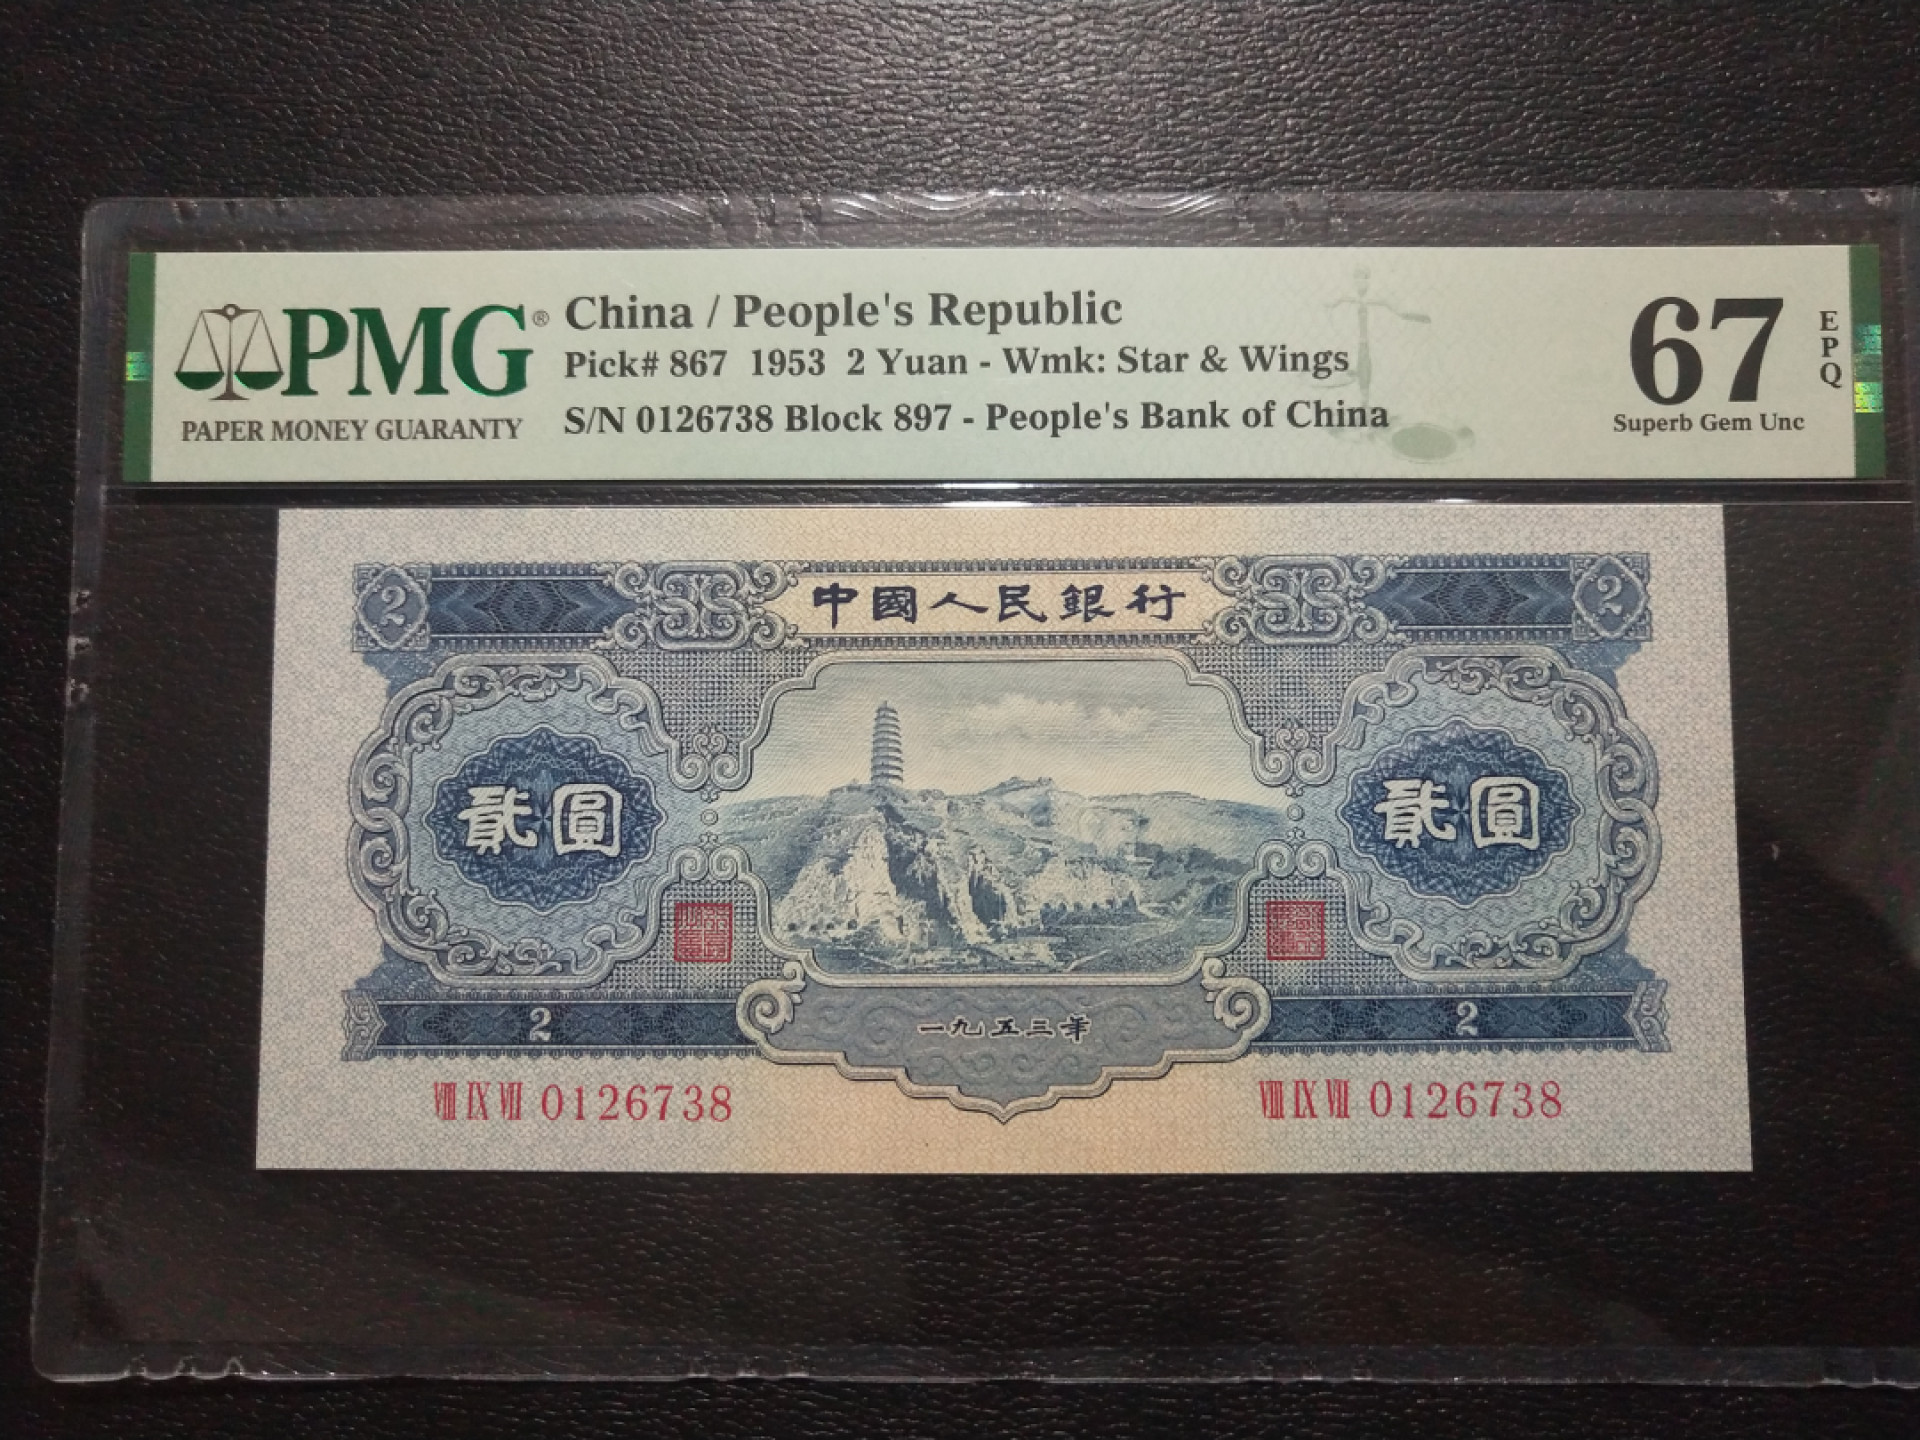 PMG®
PAPER MONEY GUARANTY
China / People's Republic
Pick# 867 1953 2 Yuan - Wmk: Star & Wings
S/N 0126738 Block 897 - People's Bank of China
67
EPQ
Superb Gem Unc
2 中國人民銀行 2
貳圓 貳圓
2 一九五三年 2
VIII IX VII 0126738 VIII IX VII 0126738